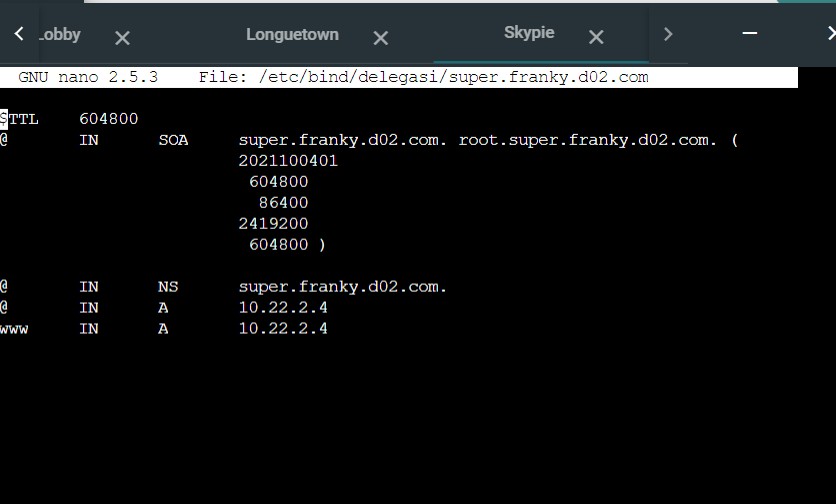 Lobby Longuetown Skypie
GNU nano 2.5.3 File: /etc/bind/delegasi/super.franky.d02.com
$TTL 604800
@ IN SOA super.franky.d02.com. root.super.franky.d02.com. (
2021100401
604800
86400
2419200
604800 )
@ IN NS super.franky.d02.com.
@ IN A 10.22.2.4
www IN A 10.22.2.4